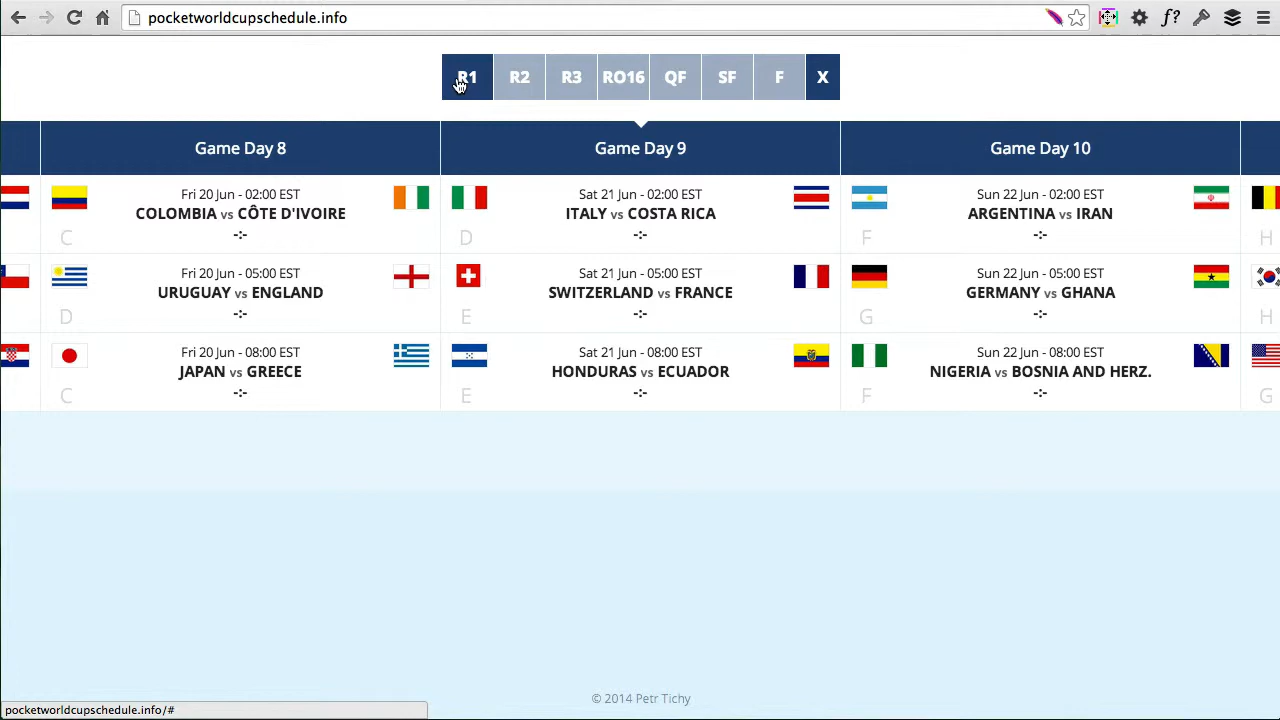 pocketworldcupschedule.info
f?
R1 R2 R3 RO16 QF SF F X
Game Day 8
Fri 20 Jun - 02:00 EST
COLOMBIA vs CÔTE D'IVOIRE
-:-
C
Fri 20 Jun - 05:00 EST
URUGUAY vs ENGLAND
-:-
D
Fri 20 Jun - 08:00 EST
JAPAN vs GREECE
-:-
C
Game Day 9
Sat 21 Jun - 02:00 EST
ITALY vs COSTA RICA
-:-
D
Sat 21 Jun - 05:00 EST
SWITZERLAND vs FRANCE
-:-
E
Sat 21 Jun - 08:00 EST
HONDURAS vs ECUADOR
-:-
E
Game Day 10
Sun 22 Jun - 02:00 EST
ARGENTINA vs IRAN
-:-
F
Sun 22 Jun - 05:00 EST
GERMANY vs GHANA
-:-
G
Sun 22 Jun - 08:00 EST
NIGERIA vs BOSNIA AND HERZ.
-:-
F
H
H
G
© 2014 Petr Tichy
pocketworldcupschedule.info/#